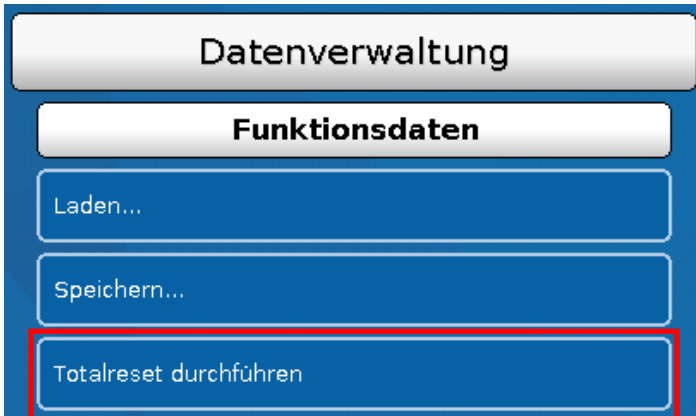 Datenverwaltung
Funktionsdaten
Laden...
Speichern...
Totalreset durchführen